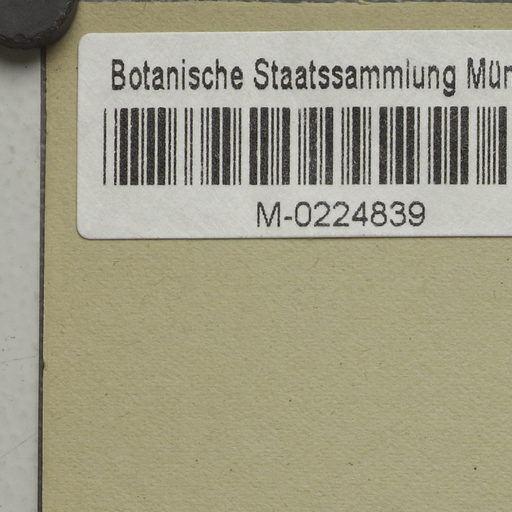 Botanische Staatssammlung Mün
M-0224839